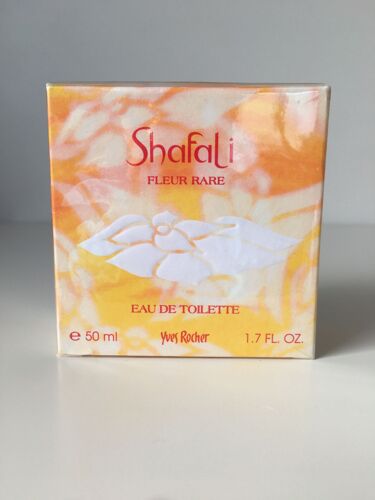 Shafali
FLEUR RARE
EAU DE TOILETTE
e 50 ml Yves Rocher 1.7 FL. OZ.